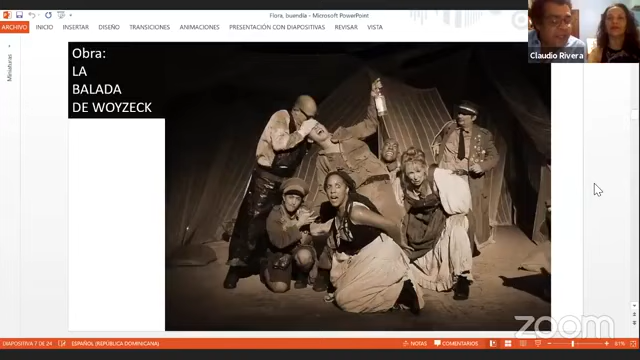 Flora, buendia - Microsoft PowerPoint
ARCHIVO INICIO INSERTAR DISEÑO TRANSICIONES ANIMACIONES PRESENTACIÓN CON DIAPOSITIVAS REVISAR VISTA
Claudio Rivera
Miniaturas
Obra:
LA
BALADA
DE WOYZECK
zoom
DIAPOSITIVA 7 DE 24 ESPAÑOL (REPÚBLICA DOMINICANA) NOTAS COMENTARIOS 81%